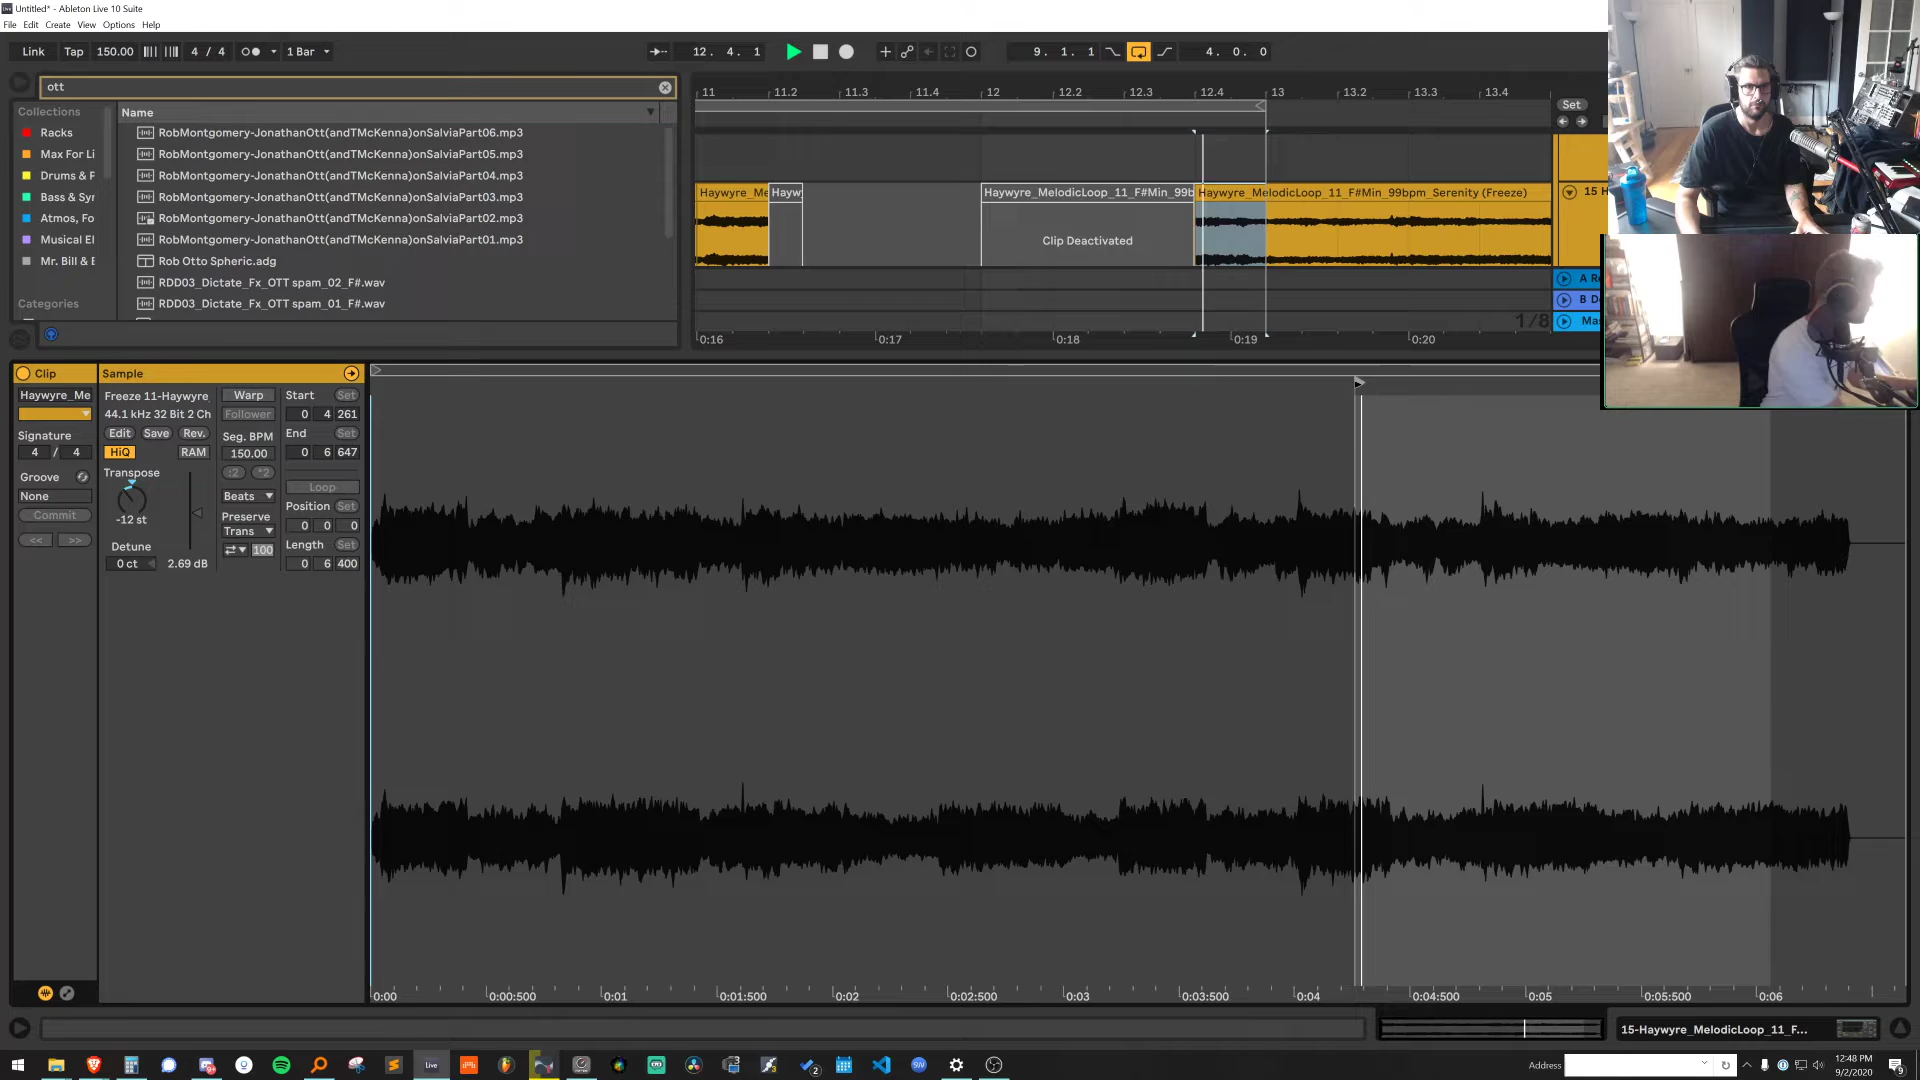 Untitled* - Ableton Live 10 Suite
File Edit Create View Options Help
Link Tap 150.00 4 / 4 1 Bar 12. 4. 1 9. 1. 1 4. 0. 0
ott
Collections
Racks
Max For Li
Drums & P
Bass & Syr
Atmos, Fo
Musical El
Mr. Bill & E
Categories
Name
RobMontgomery-JonathanOtt(andTMcKenna)onSalviaPart06.mp3
RobMontgomery-JonathanOtt(andTMcKenna)onSalviaPart05.mp3
RobMontgomery-JonathanOtt(andTMcKenna)onSalviaPart04.mp3
RobMontgomery-JonathanOtt(andTMcKenna)onSalviaPart03.mp3
RobMontgomery-JonathanOtt(andTMcKenna)onSalviaPart02.mp3
RobMontgomery-JonathanOtt(andTMcKenna)onSalviaPart01.mp3
Rob Otto Spheric.adg
RDD03_Dictate_Fx_OTT spam_02_F#.wav
RDD03_Dictate_Fx_OTT spam_01_F#.wav
11 11.2 11.3 11.4 12 12.2 12.3 12.4 13 13.2 13.3 13.4
Set
Haywyre_Me Hayw Haywyre_MelodicLoop_11_F#Min_99b Haywyre_MelodicLoop_11_F#Min_99bpm_Serenity (Freeze)
15 H
Clip Deactivated
A Re
B De
1/8 Mas
0:16 0:17 0:18 0:19 0:20
Clip
Haywyre_Me
Signature
4 / 4
Groove
None
Commit
<< >>
Sample
Freeze 11-Haywyre_
44.1 kHz 32 Bit 2 Ch
Edit Save Rev.
HiQ RAM
Transpose
-12 st
Detune
0 ct 2.69 dB
Warp
Follower
Seg. BPM
150.00
:2 *2
Beats
Preserve
Trans
100
Start Set
0 4 261
End Set
0 6 647
Loop
Position Set
0 0 0
Length Set
0 6 400
0:00 0:00:500 0:01 0:01:500 0:02 0:02:500 0:03 0:03:500 0:04 0:04:500 0:05 0:05:500 0:06
15-Haywyre_MelodicLoop_11_F...
Live
Address
12:48 PM
9/2/2020